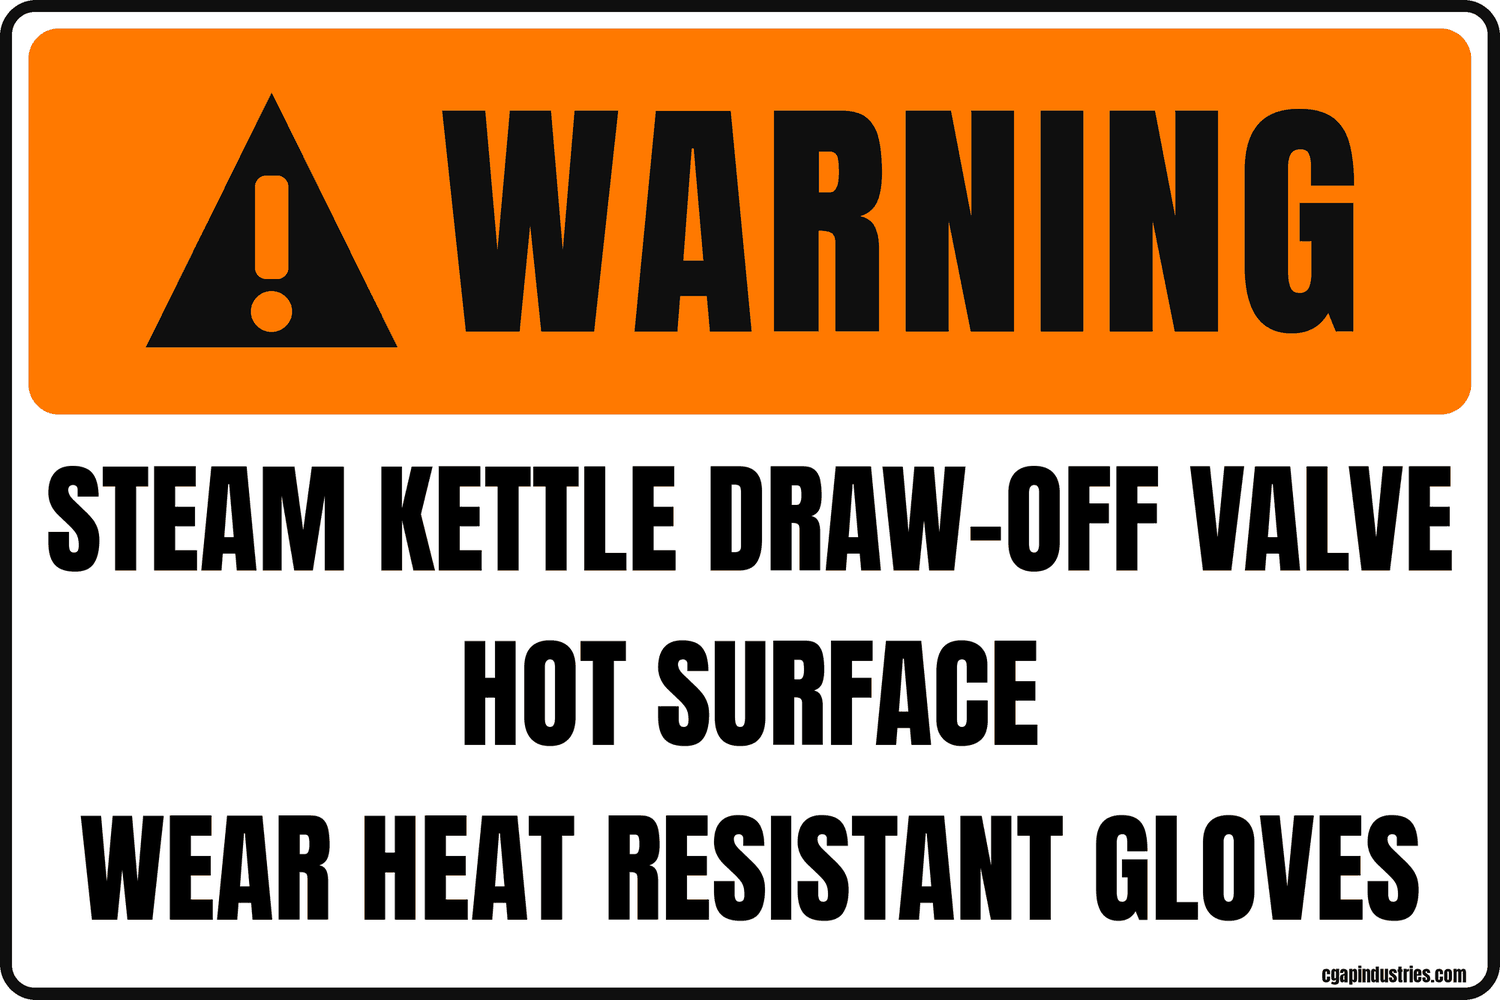 WARNING
STEAM KETTLE DRAW-OFF VALVE
HOT SURFACE
WEAR HEAT RESISTANT GLOVES
cgapindustries.com